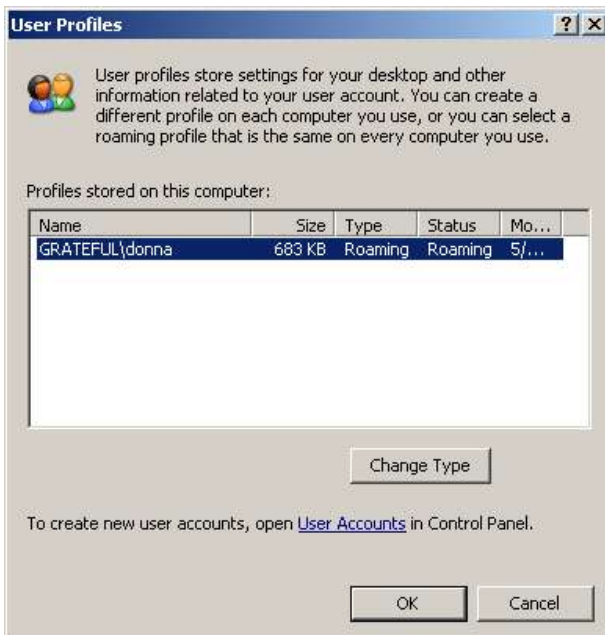 User Profiles
User profiles store settings for your desktop and other
information related to your user account. You can create a
different profile on each computer you use, or you can select a
roaming profile that is the same on every computer you use.
Profiles stored on this computer:
Name Size Type Status Mo...
GRATEFUL\donna 683 KB Roaming Roaming 5/...
Change Type
To create new user accounts, open User Accounts in Control Panel.
OK Cancel